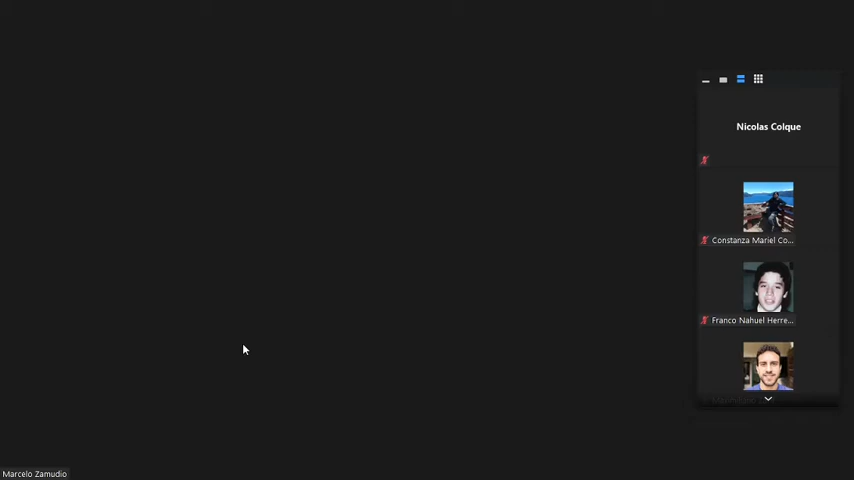 Nicolas Colque
Constanza Mariel Co...
Franco Nahuel Herre...
Marcelo Zamudio